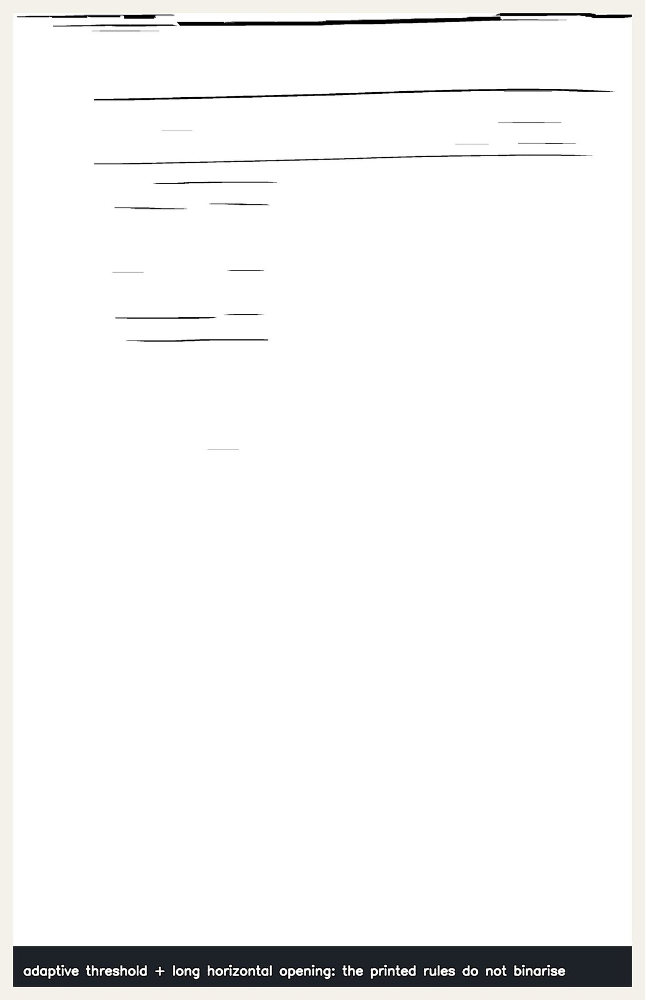 adaptive threshold + long horizontal opening: the printed rules do not binarise